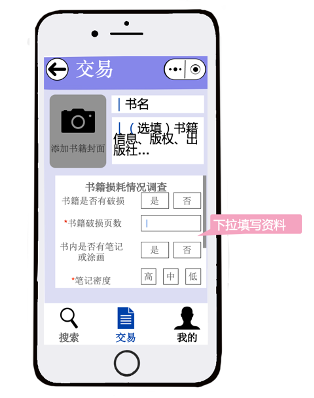 交易
书名
添加书籍封面
（选填）书籍
信息、版权、出
版社...
书籍损耗情况调查
书籍是否有破损 是 否
*书籍破损页数
下拉填写资料
书内是否有笔记
或涂画
是 否
*笔记密度 高 中 低
搜索 交易 我的